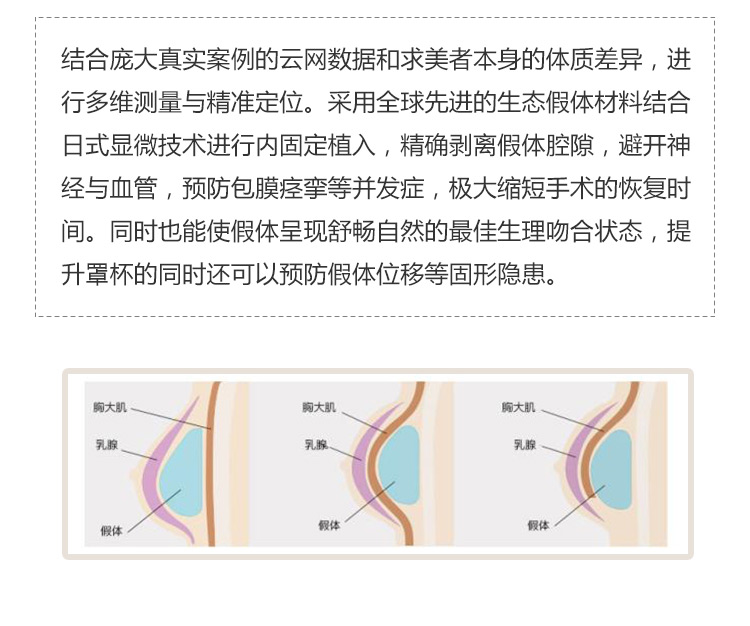 结合庞大真实案例的云网数据和求美者本身的体质差异，进
行多维测量与精准定位。采用全球先进的生态假体材料结合
日式显微技术进行内固定植入，精确剥离假体腔隙，避开神
经与血管，预防包膜痉挛等并发症，极大缩短手术的恢复时
间。同时也能使假体呈现舒畅自然的最佳生理吻合状态，提
升罩杯的同时还可以预防假体位移等固形隐患。
胸大肌
乳腺
假体
胸大肌
乳腺
假体
胸大肌
乳腺
假体